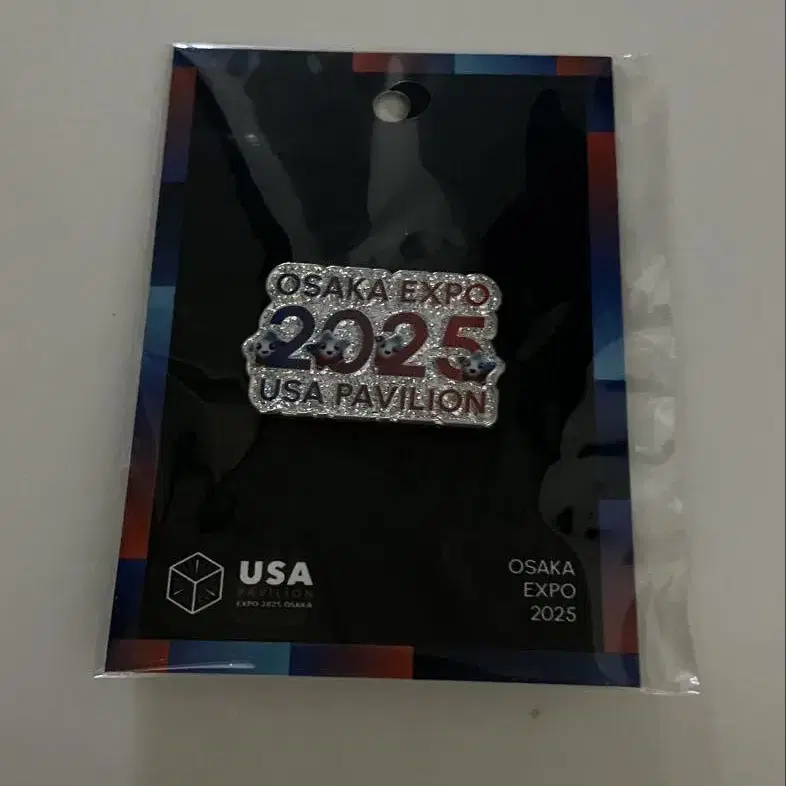 OSAKA EXPO
2025
USA PAVILION
USA
PAVILION
EXPO 2025 OSAKA
OSAKA
EXPO
2025